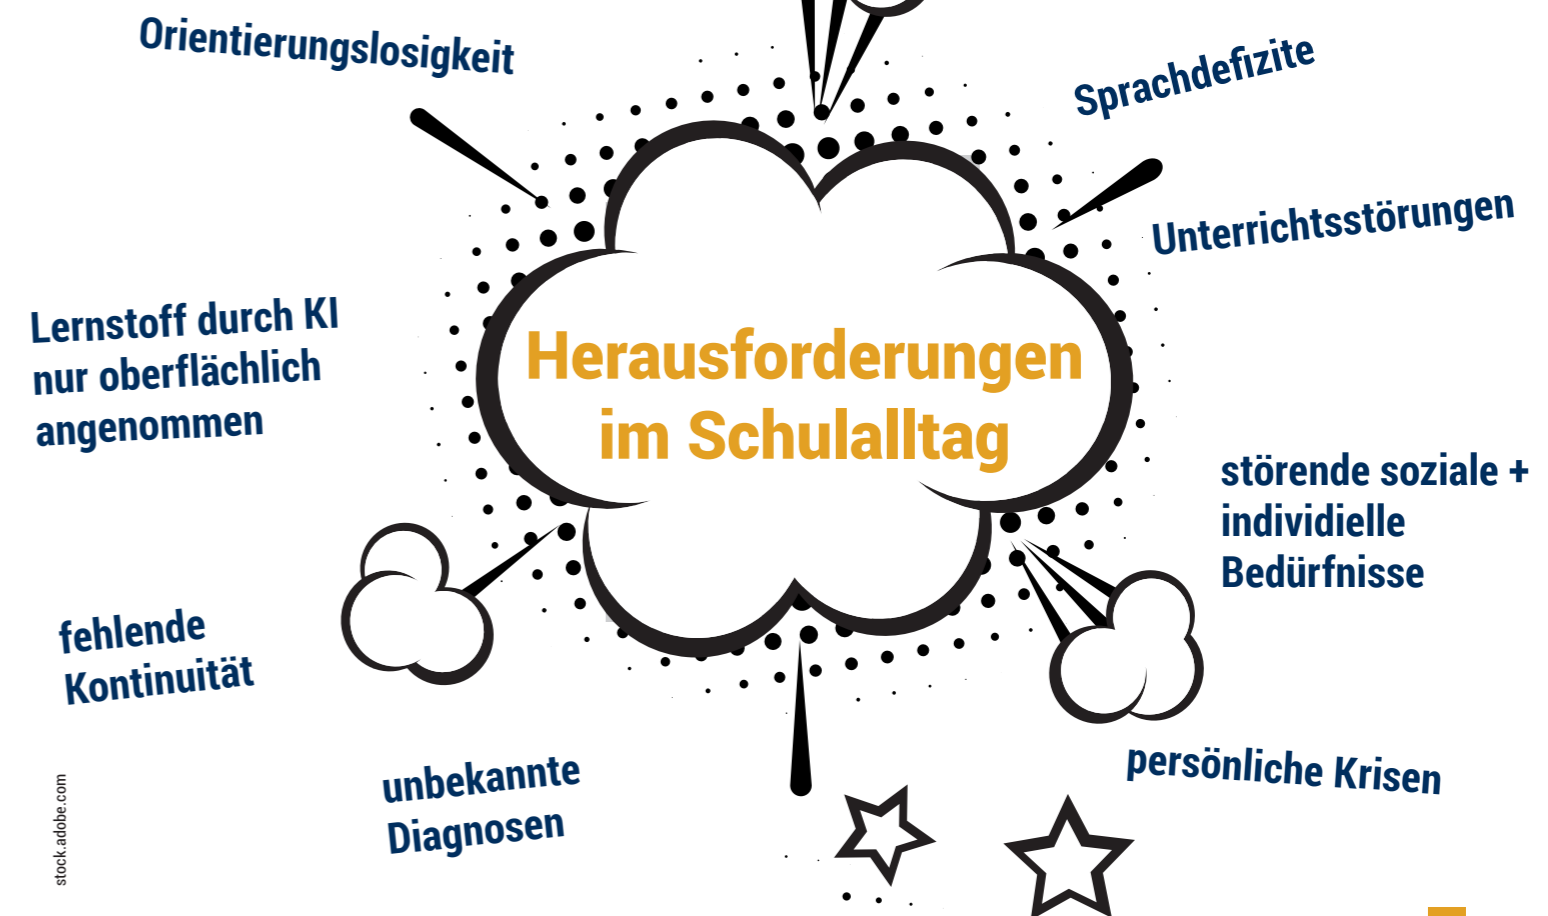 Orientierungslosigkeit
Sprachdefizite
Unterrichtsstörungen
Lernstoff durch KI
nur oberflächlich
angenommen
Herausforderungen
im Schulalltag
störende soziale +
individielle
Bedürfnisse
fehlende
Kontinuität
unbekannte
Diagnosen
persönliche Krisen
stock.adobe.com